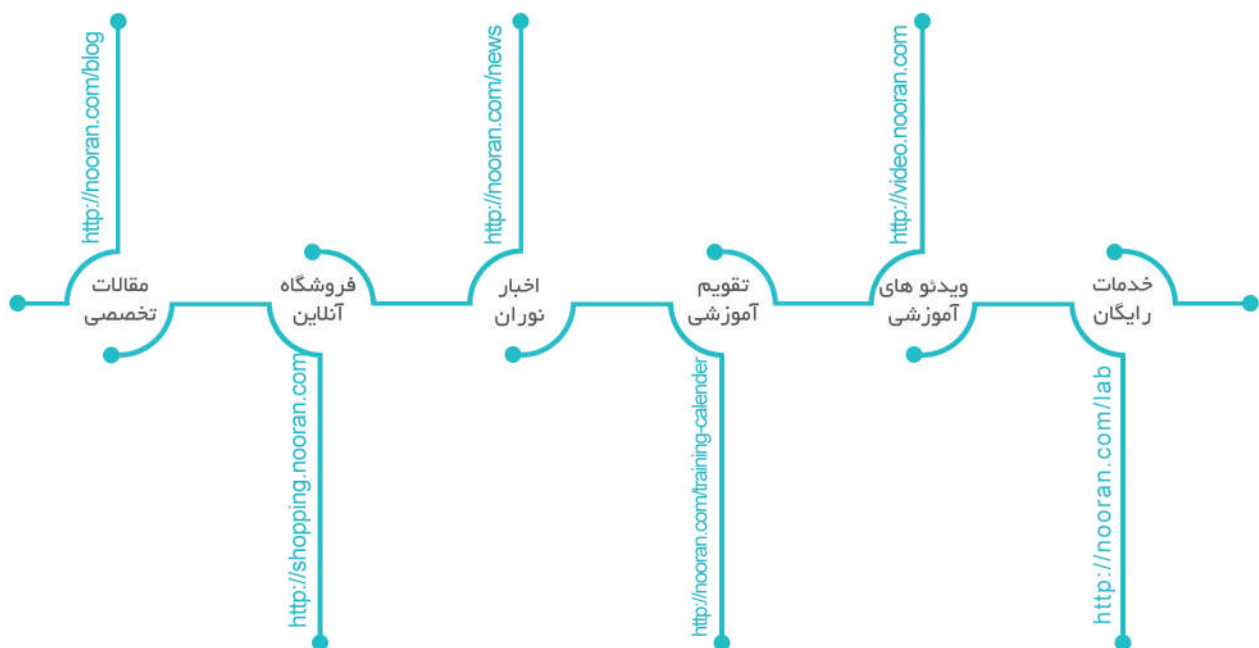 خدمات
رایگان
http://nooran.com/lab
ویدئو های
آموزشی
http://video.nooran.com
تقویم
آموزشی
http://nooran.com/training-calender
اخبار
نوران
http://nooran.com/news
فروشگاه
آنلاین
http://shopping.nooran.com
مقالات
تخصصی
http://nooran.com/blog